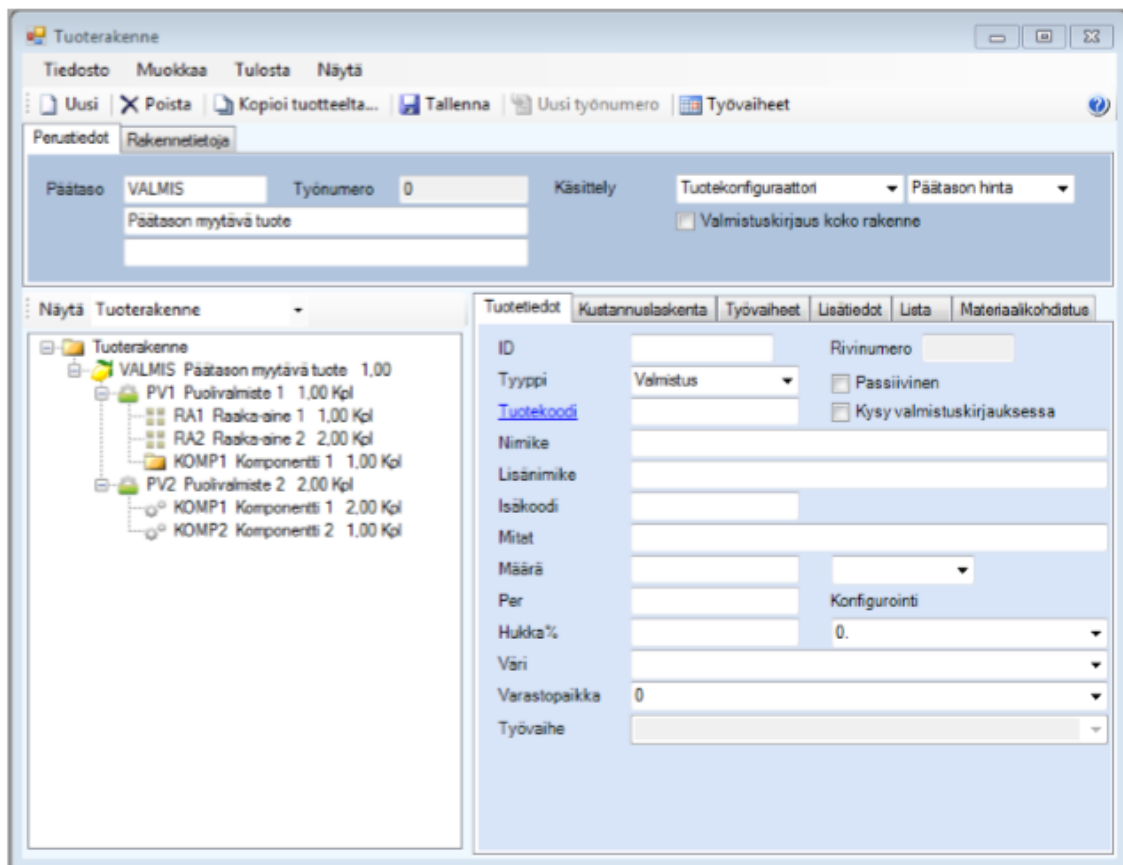 Tuoterakenne
Tiedosto Muokkaa Tulosta Näytä
Uusi Poista Kopioi tuotteelta... Tallenna Uusi työnumero Työvaiheet
Perustiedot Rakennetietoja
Päätaso VALMIS Työnumero 0 Käsittely Tuotekonfiguraattori Päätason hinta
Päätason myytävä tuote Valmistuskirjaus koko rakenne
Näytä Tuoterakenne
Tuoterakenne
VALMIS Päätason myytävä tuote 1,00
PV1 Puolivalmiste 1 1,00 Kpl
RA1 Raaka-aine 1 1,00 Kpl
RA2 Raaka-aine 2 2,00 Kpl
KOMP1 Komponentti 1 1,00 Kpl
PV2 Puolivalmiste 2 2,00 Kpl
KOMP1 Komponentti 1 2,00 Kpl
KOMP2 Komponentti 2 1,00 Kpl
Tuotetiedot Kustannuslaskenta Työvaiheet Lisätiedot Lista Materiaalikohdistus
ID Rivinumero
Tyyppi Valmistus Passiivinen
Tuotekoodi Kysy valmistuskirjauksessa
Nimike
Lisänimike
Isäkoodi
Mitat
Määrä
Per Konfigurointi
Hukka% 0.
Väri
Varastopaikka 0
Työvaihe